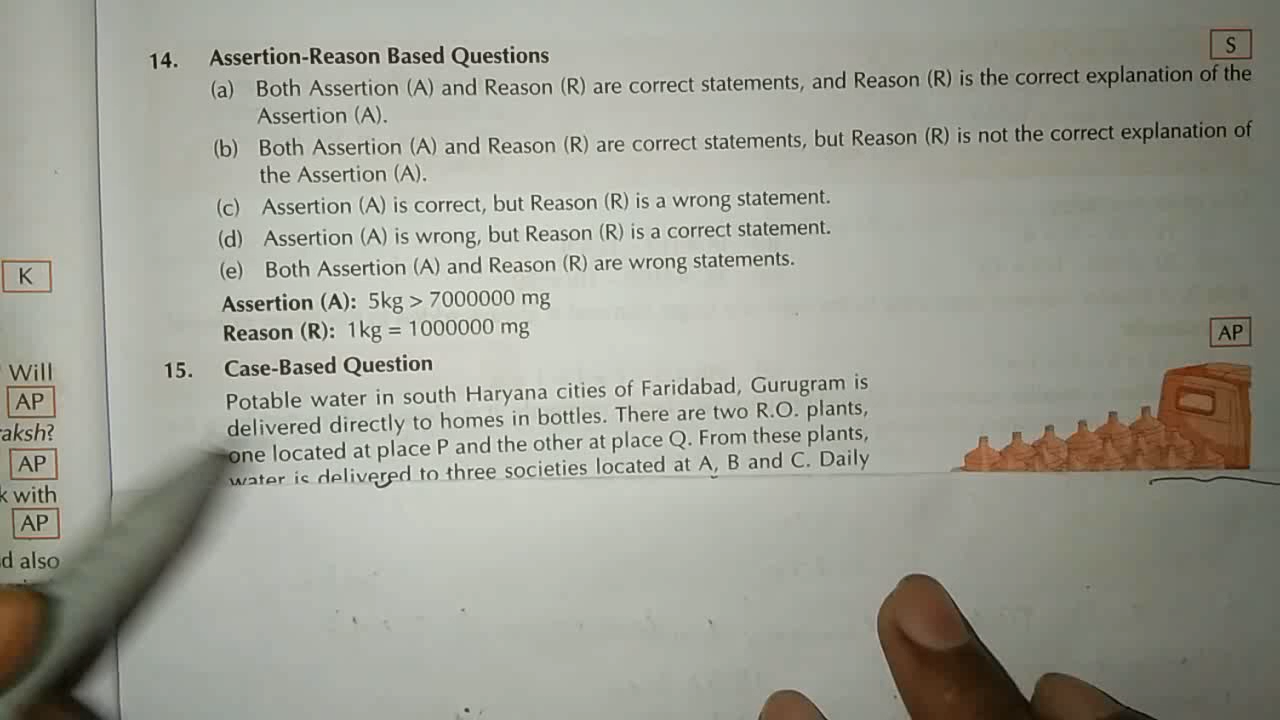 14. Assertion-Reason Based Questions
S
(a) Both Assertion (A) and Reason (R) are correct statements, and Reason (R) is the correct explanation of the
Assertion (A).
(b) Both Assertion (A) and Reason (R) are correct statements, but Reason (R) is not the correct explanation of
the Assertion (A).
(c) Assertion (A) is correct, but Reason (R) is a wrong statement.
(d) Assertion (A) is wrong, but Reason (R) is a correct statement.
(e) Both Assertion (A) and Reason (R) are wrong statements.
Assertion (A): 5kg > 7000000 mg
Reason (R): 1kg = 1000000 mg
AP
15. Case-Based Question
Potable water in south Haryana cities of Faridabad, Gurugram is
delivered directly to homes in bottles. There are two R.O. plants,
one located at place P and the other at place Q. From these plants,
water is delivered to three societies located at A, B and C. Daily
K
Will
AP
aksh?
AP
k with
AP
d also